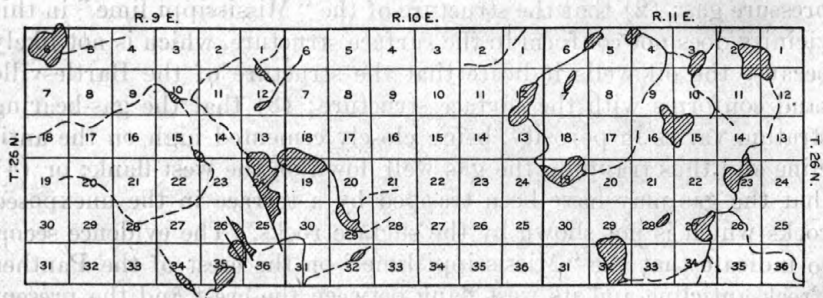 R. 9 E. R. 10 E. R. 11 E.
6 5 4 3 2 1 6 5 4 3 2 1 6 5 4 3 2 1
7 8 9 10 11 12 7 8 9 10 11 12 7 8 9 10 11 12
18 17 16 15 14 13 18 17 16 15 14 13 18 17 16 15 14 13
T. 26 N. T. 26 N.
19 20 21 22 23 24 19 20 21 22 23 24 19 20 21 22 23 24
30 29 28 27 26 25 30 29 28 27 26 25 30 29 28 27 26 25
31 32 33 34 35 36 31 32 33 34 35 36 31 32 33 34 35 36